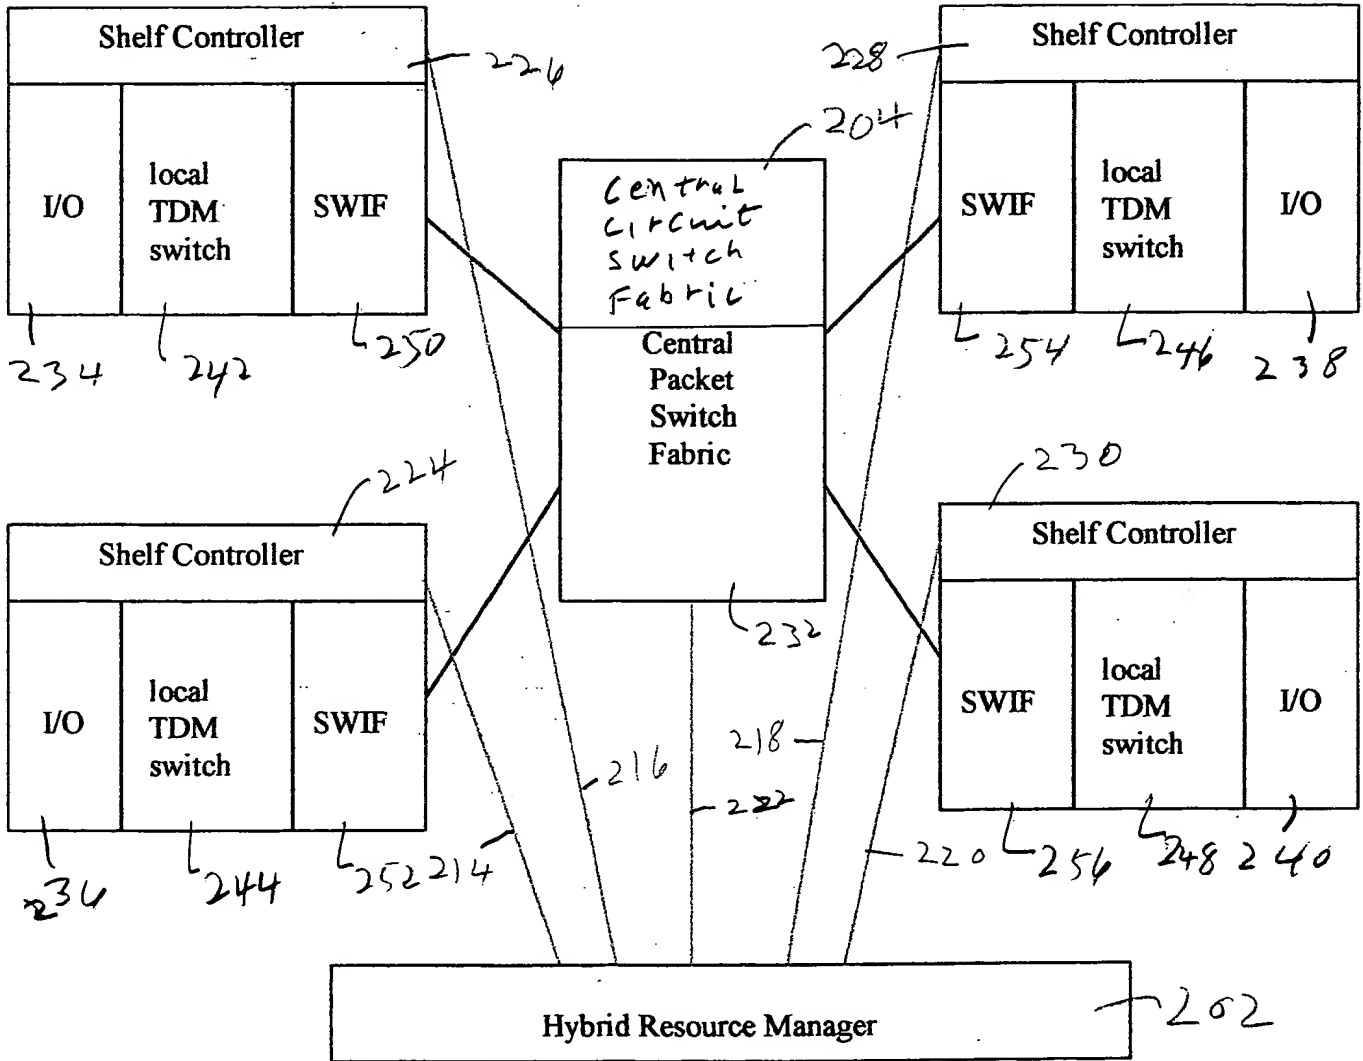 Shelf Controller
226
I/O
local
TDM
switch
SWIF
234
242
250
228
Shelf Controller
SWIF
local
TDM
switch
I/O
254
246
238
204
Central
Circuit
Switch
Fabric
Central
Packet
Switch
Fabric
232
224
Shelf Controller
I/O
local
TDM
switch
SWIF
236
244
252
230
Shelf Controller
SWIF
local
TDM
switch
I/O
256
248
240
214
216
222
218
220
Hybrid Resource Manager
202